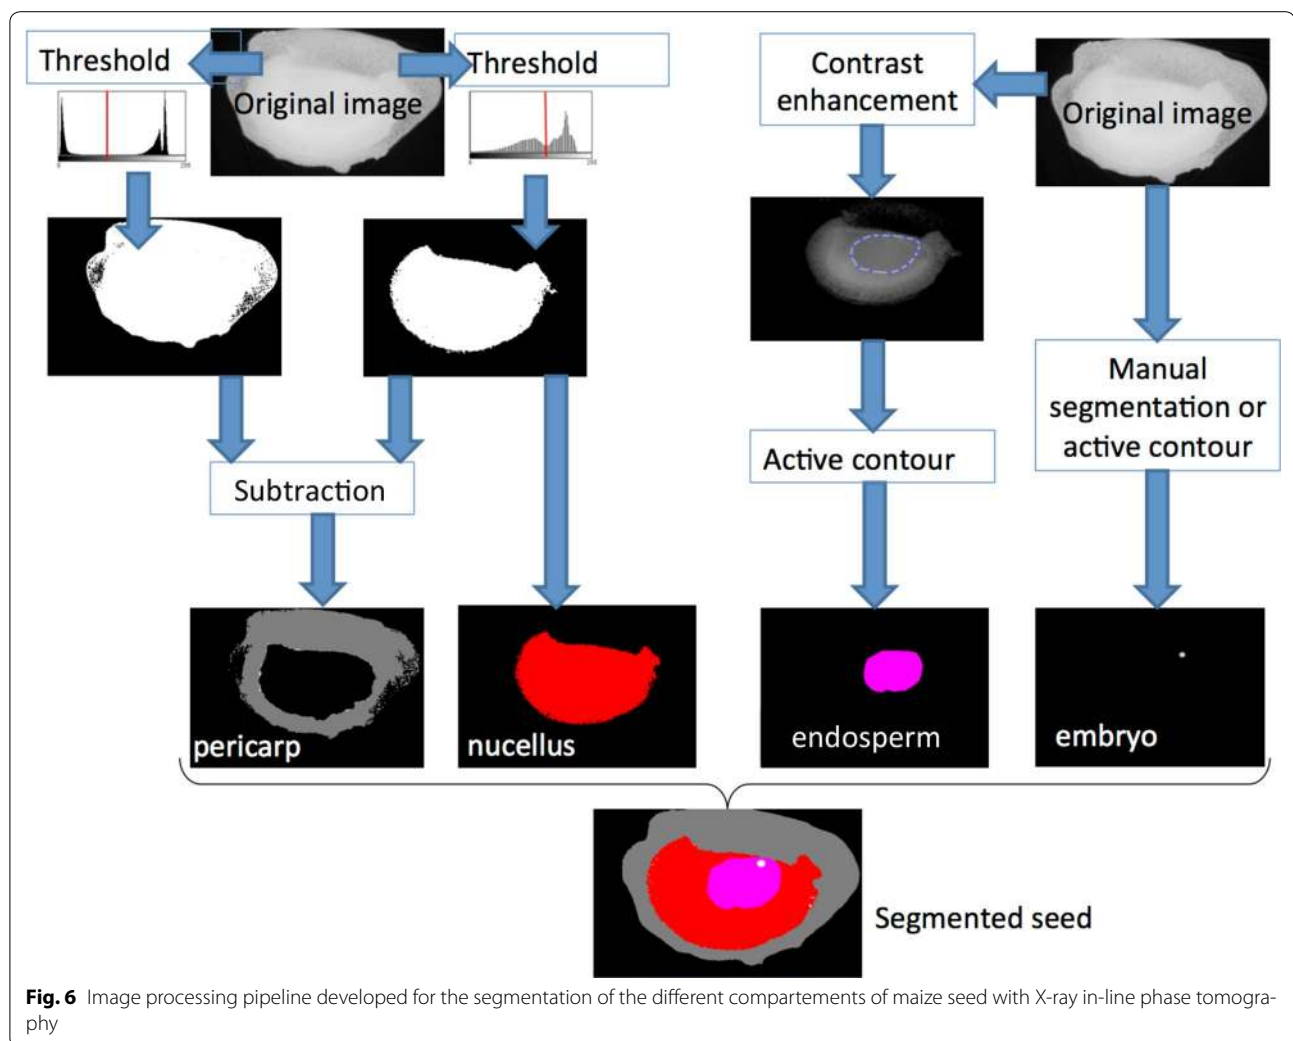 Threshold
Original image
Threshold
Contrast
enhancement
Original image
0
0
Manual
segmentation or
active contour
Active contour
Subtraction
pericarp
nucellus
endosperm
embryo
Segmented seed
Fig. 6 Image processing pipeline developed for the segmentation of the different compartements of maize seed with X-ray in-line phase tomogra-
phy